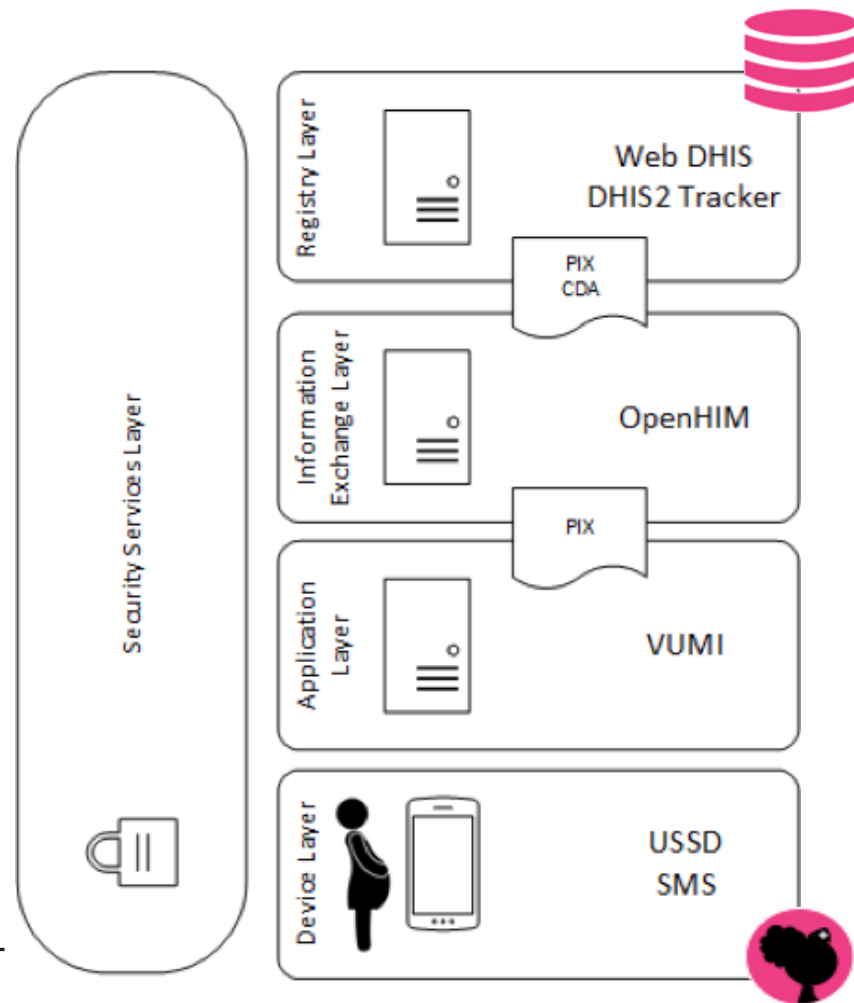 Security Services Layer
Registry Layer
Web DHIS
DHIS2 Tracker
PIX
CDA
Information
Exchange Layer
OpenHIM
PIX
Application
Layer
VUMI
Device Layer
USSD
SMS